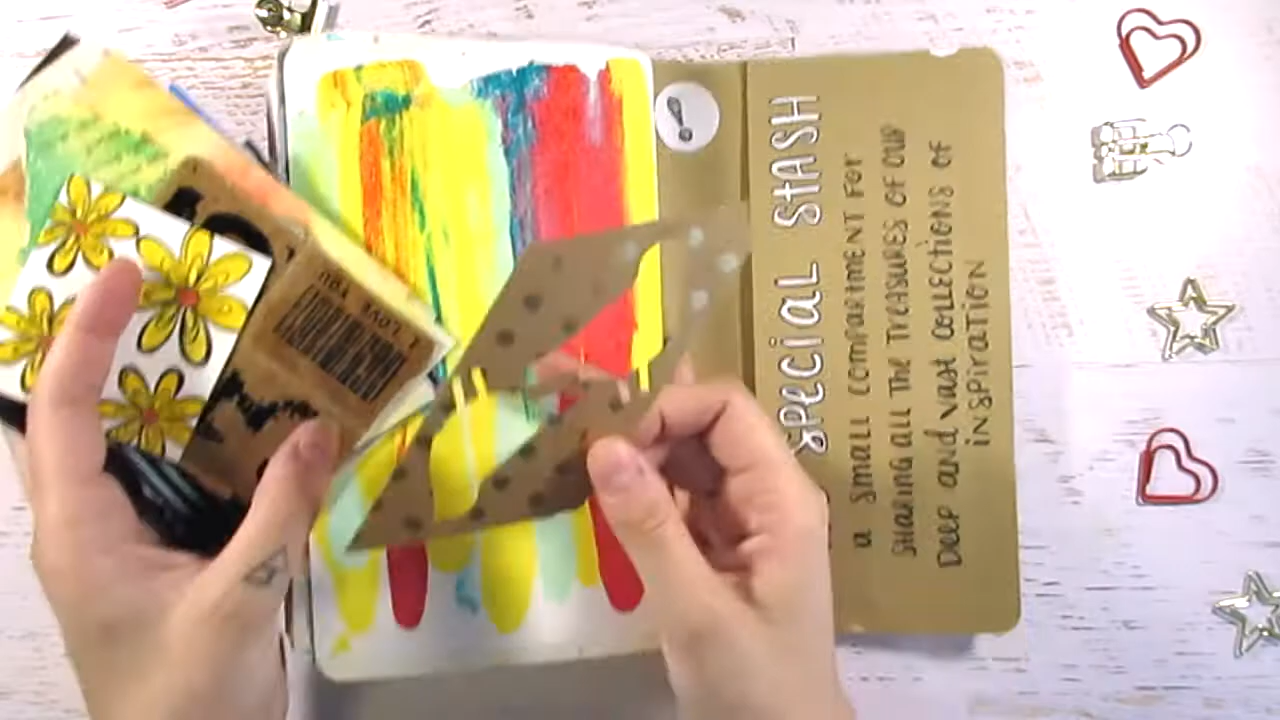 SPECIAL STASH
a small compartment for
sharing all the treasures of our
Deep and vast collections of
inspiration
I LOVE YOU
!